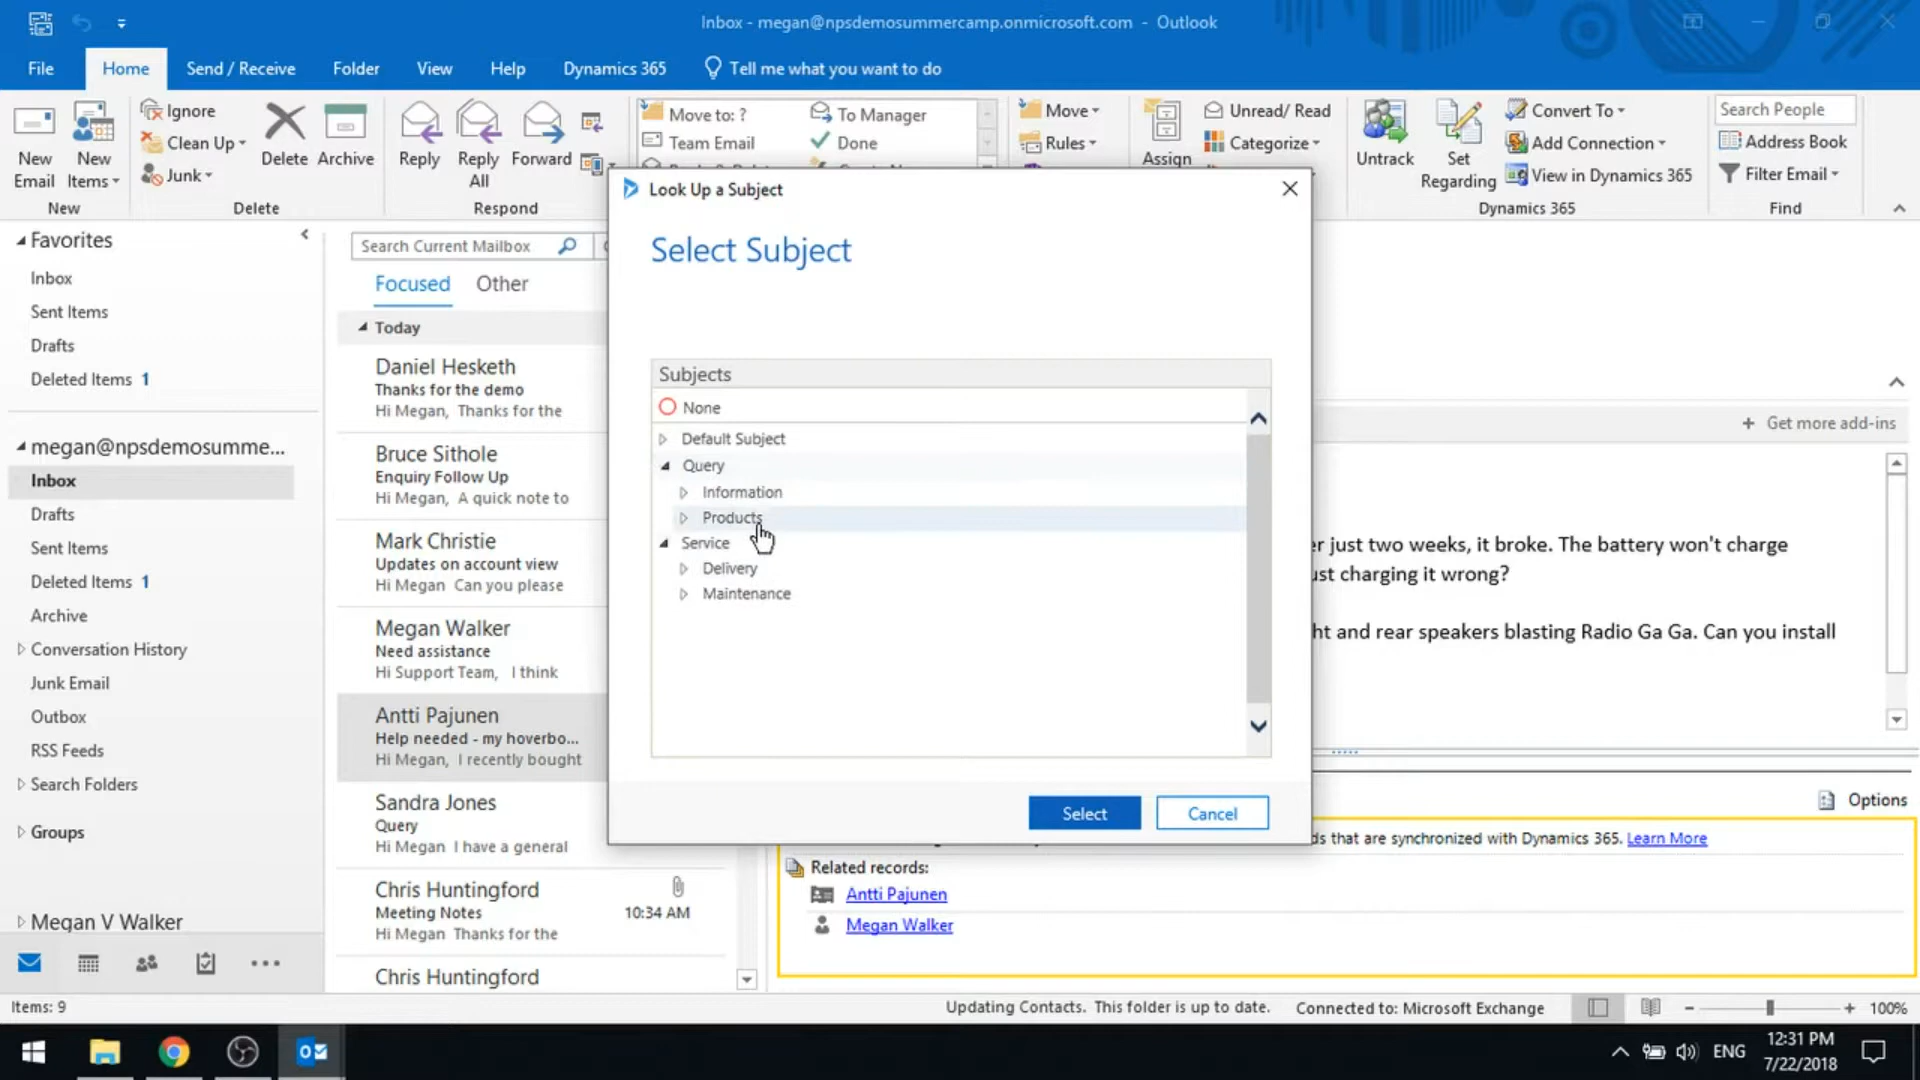 Inbox - megan@npsdemosummercamp.onmicrosoft.com - Outlook
File
Home
Send / Receive
Folder
View
Help
Dynamics 365
Tell me what you want to do
New
Email
New
Items
New
Ignore
Clean Up
Junk
Delete
Archive
Delete
Reply
Reply
All
Forward
Respond
Move to: ?
Team Email
To Manager
Done
Move
Rules
Assign
Unread/ Read
Categorize
Untrack
Set
Regarding
Convert To
Add Connection
View in Dynamics 365
Dynamics 365
Search People
Address Book
Filter Email
Find
Favorites
Inbox
Sent Items
Drafts
Deleted Items 1
megan@npsdemosumme...
Inbox
Drafts
Sent Items
Deleted Items 1
Archive
Conversation History
Junk Email
Outbox
RSS Feeds
Search Folders
Groups
Megan V Walker
Search Current Mailbox
Focused
Other
Today
Daniel Hesketh
Thanks for the demo
Hi Megan, Thanks for the
Bruce Sithole
Enquiry Follow Up
Hi Megan, A quick note to
Mark Christie
Updates on account view
Hi Megan Can you please
Megan Walker
Need assistance
Hi Support Team, I think
Antti Pajunen
Help needed - my hoverbo...
Hi Megan, I recently bought
Sandra Jones
Query
Hi Megan I have a general
Chris Huntingford
Meeting Notes
10:34 AM
Hi Megan Thanks for the
Chris Huntingford
Look Up a Subject
Select Subject
Subjects
None
Default Subject
Query
Information
Products
Service
Delivery
Maintenance
Select
Cancel
+ Get more add-ins
just two weeks, it broke. The battery won't charge
charging it wrong?
and rear speakers blasting Radio Ga Ga. Can you install
Options
that are synchronized with Dynamics 365. Learn More
Related records:
Antti Pajunen
Megan Walker
Items: 9
Updating Contacts. This folder is up to date.
Connected to: Microsoft Exchange
100%
ENG
12:31 PM
7/22/2018